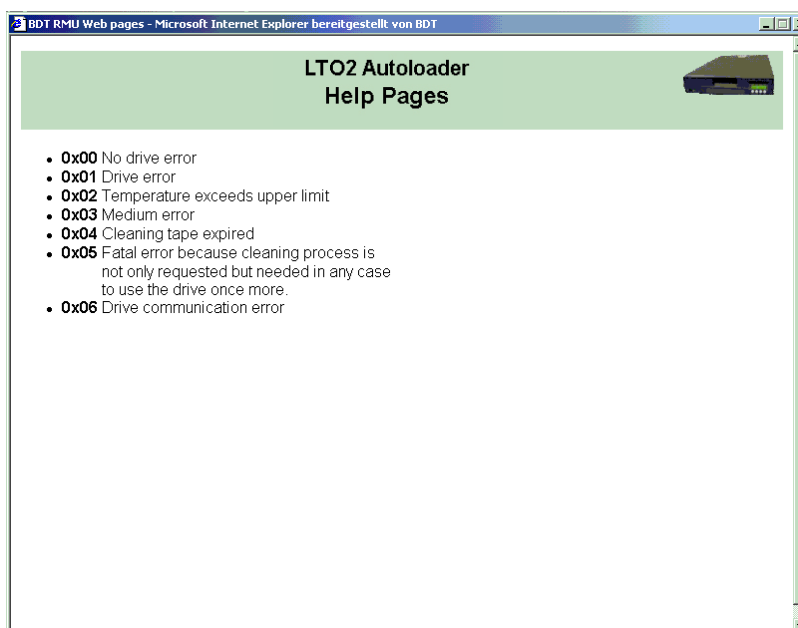 BDT RMU Web pages - Microsoft Internet Explorer bereitgestellt von BDT
LTO2 Autoloader
Help Pages
0x00 No drive error
0x01 Drive error
0x02 Temperature exceeds upper limit
0x03 Medium error
0x04 Cleaning tape expired
0x05 Fatal error because cleaning process is
not only requested but needed in any case
to use the drive once more.
0x06 Drive communication error